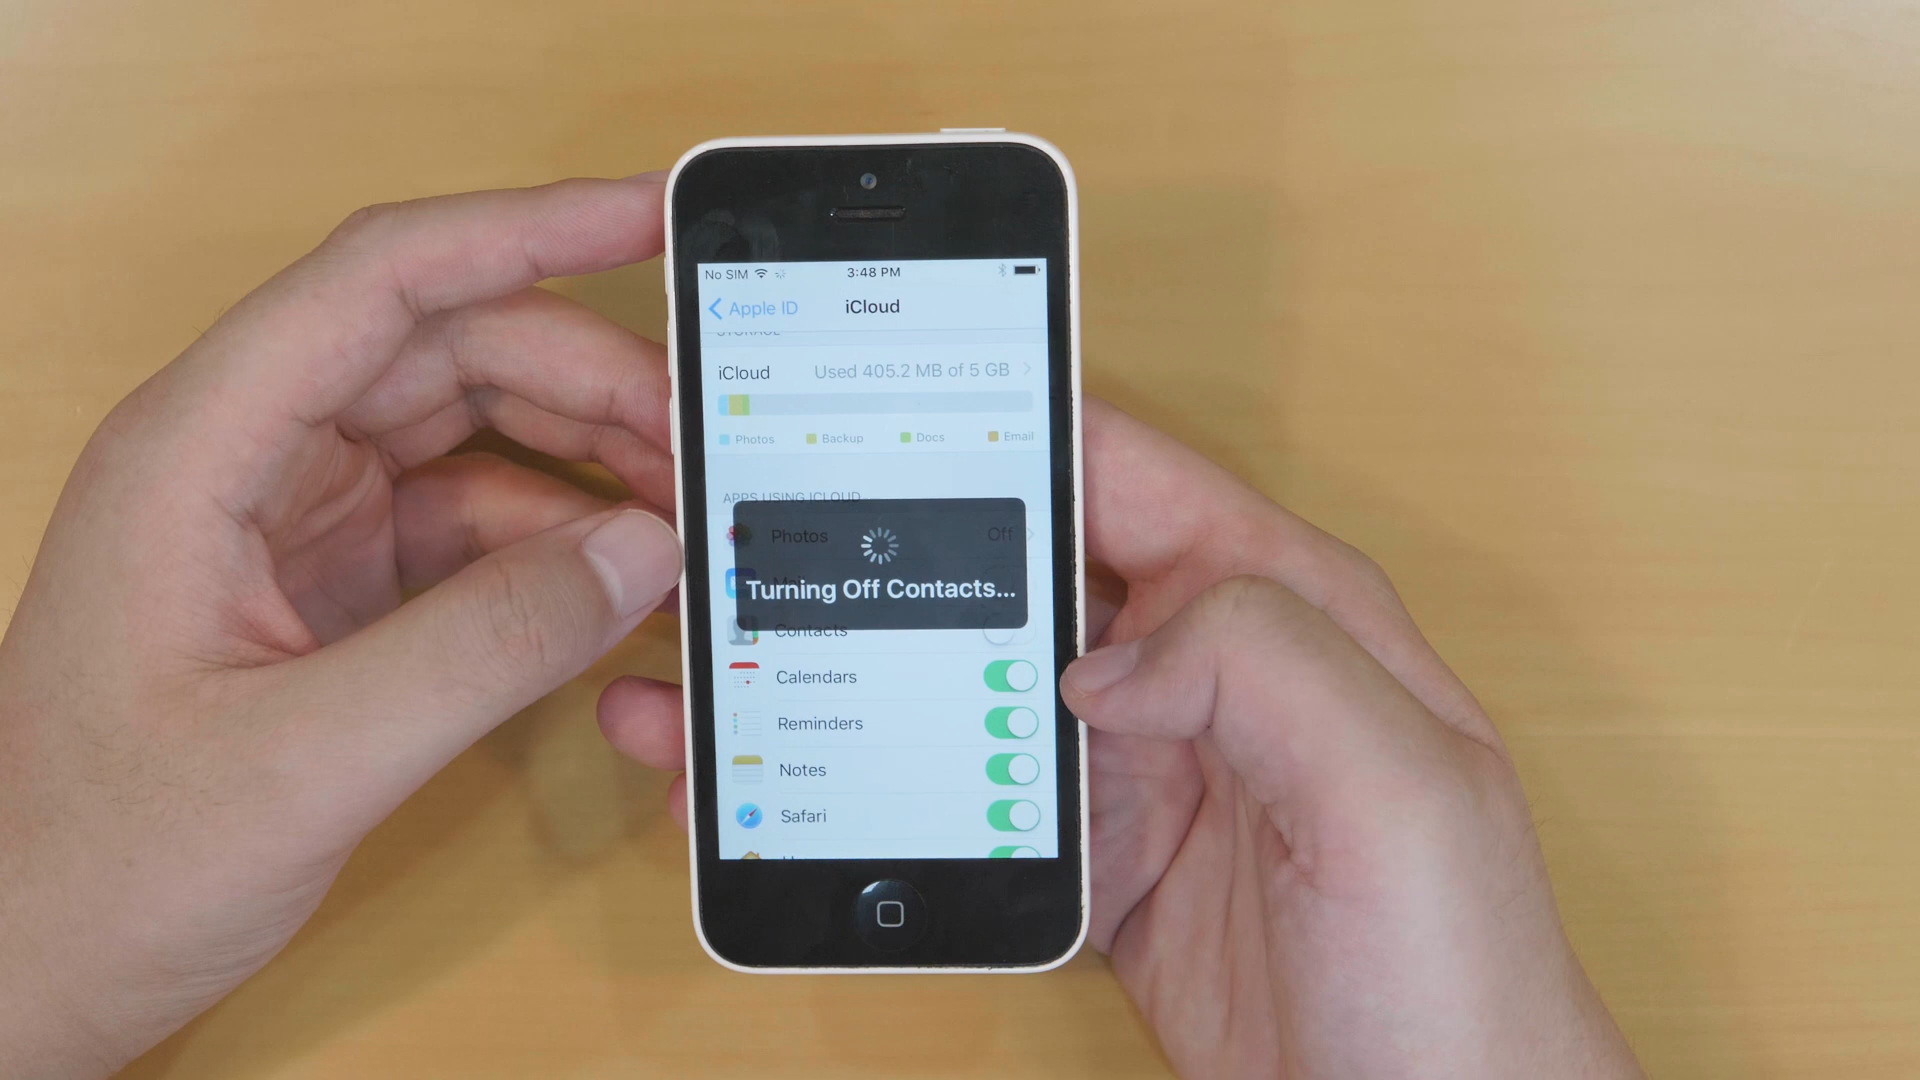 No SIM 3:48 PM
Apple ID iCloud
STORAGE
iCloud Used 405.2 MB of 5 GB
Photos Backup Docs Email
APPS USING ICLOUD
Photos Off
Turning Off Contacts...
Contacts
Calendars
Reminders
Notes
Safari